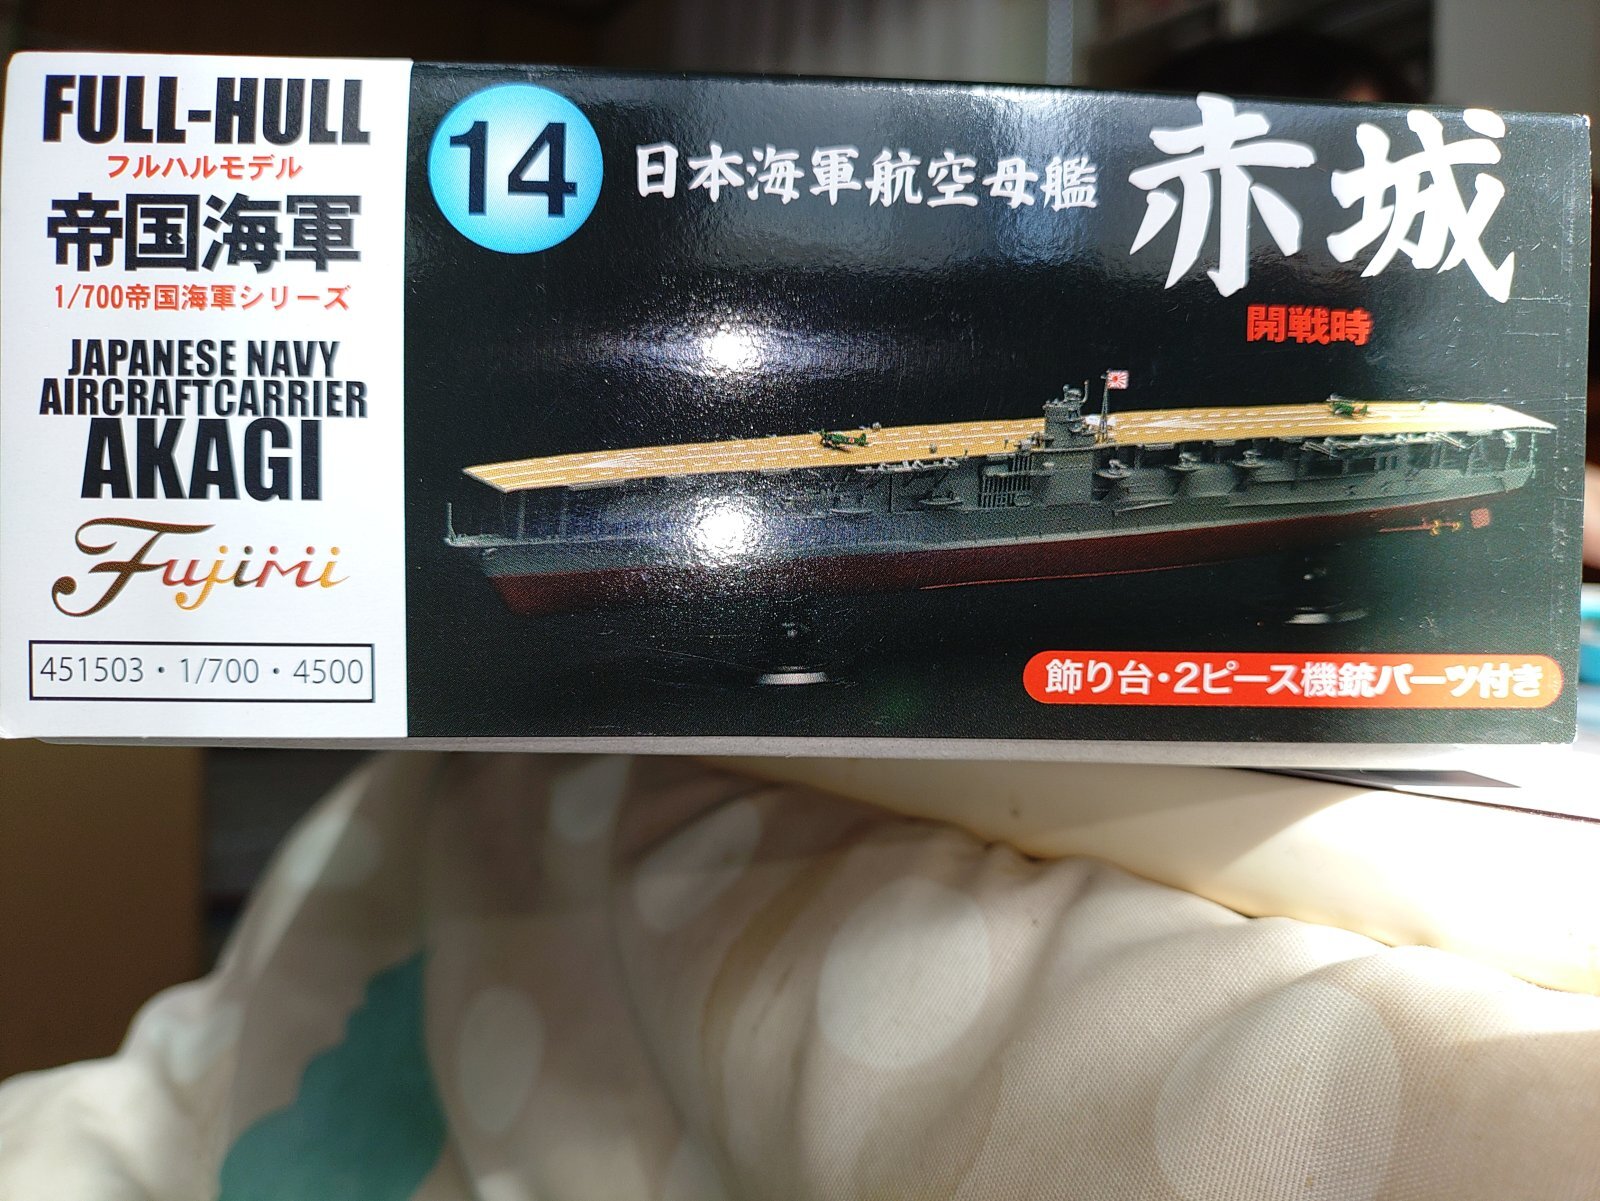 FULL-HULL
フルハルモデル
帝国海軍
1/700帝国海軍シリーズ
JAPANESE NAVY
AIRCRAFTCARRIER
AKAGI
Fujimi
451503・1/700・4500
14
日本海軍航空母艦
赤城
開戦時
飾り台・2ピース機銃パーツ付き